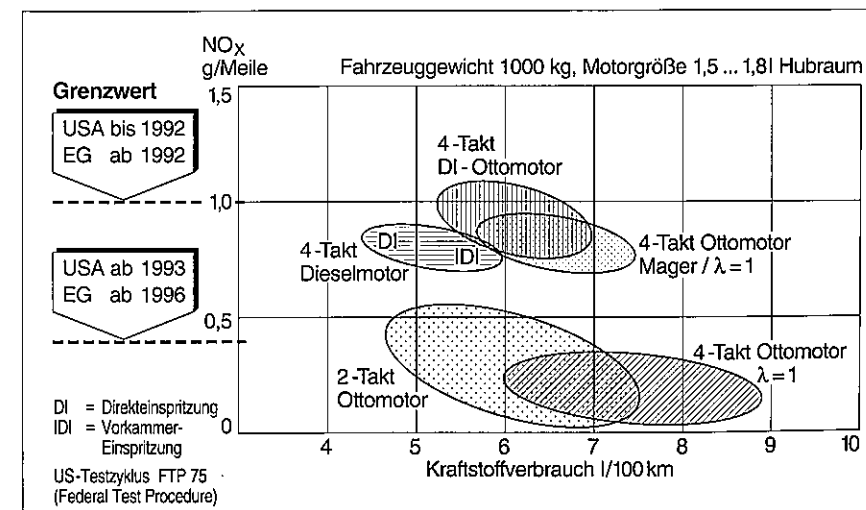 NOX
g/Meile
Fahrzeuggewicht 1000 kg, Motorgröße 1,5 ... 1,8 l Hubraum
Grenzwert
USA bis 1992
EG ab 1992
USA ab 1993
EG ab 1996
1,5
1,0
0,5
0
4-Takt
DI-Ottomotor
4-Takt
Dieselmotor
DI
IDI
4-Takt Ottomotor
Mager / λ=1
2-Takt
Ottomotor
4-Takt Ottomotor
λ=1
DI = Direkteinspritzung
IDI = Vorkammer-
Einspritzung
US-Testzyklus FTP 75
(Federal Test Procedure)
4 5 6 7 8 9 10
Kraftstoffverbrauch l/100 km